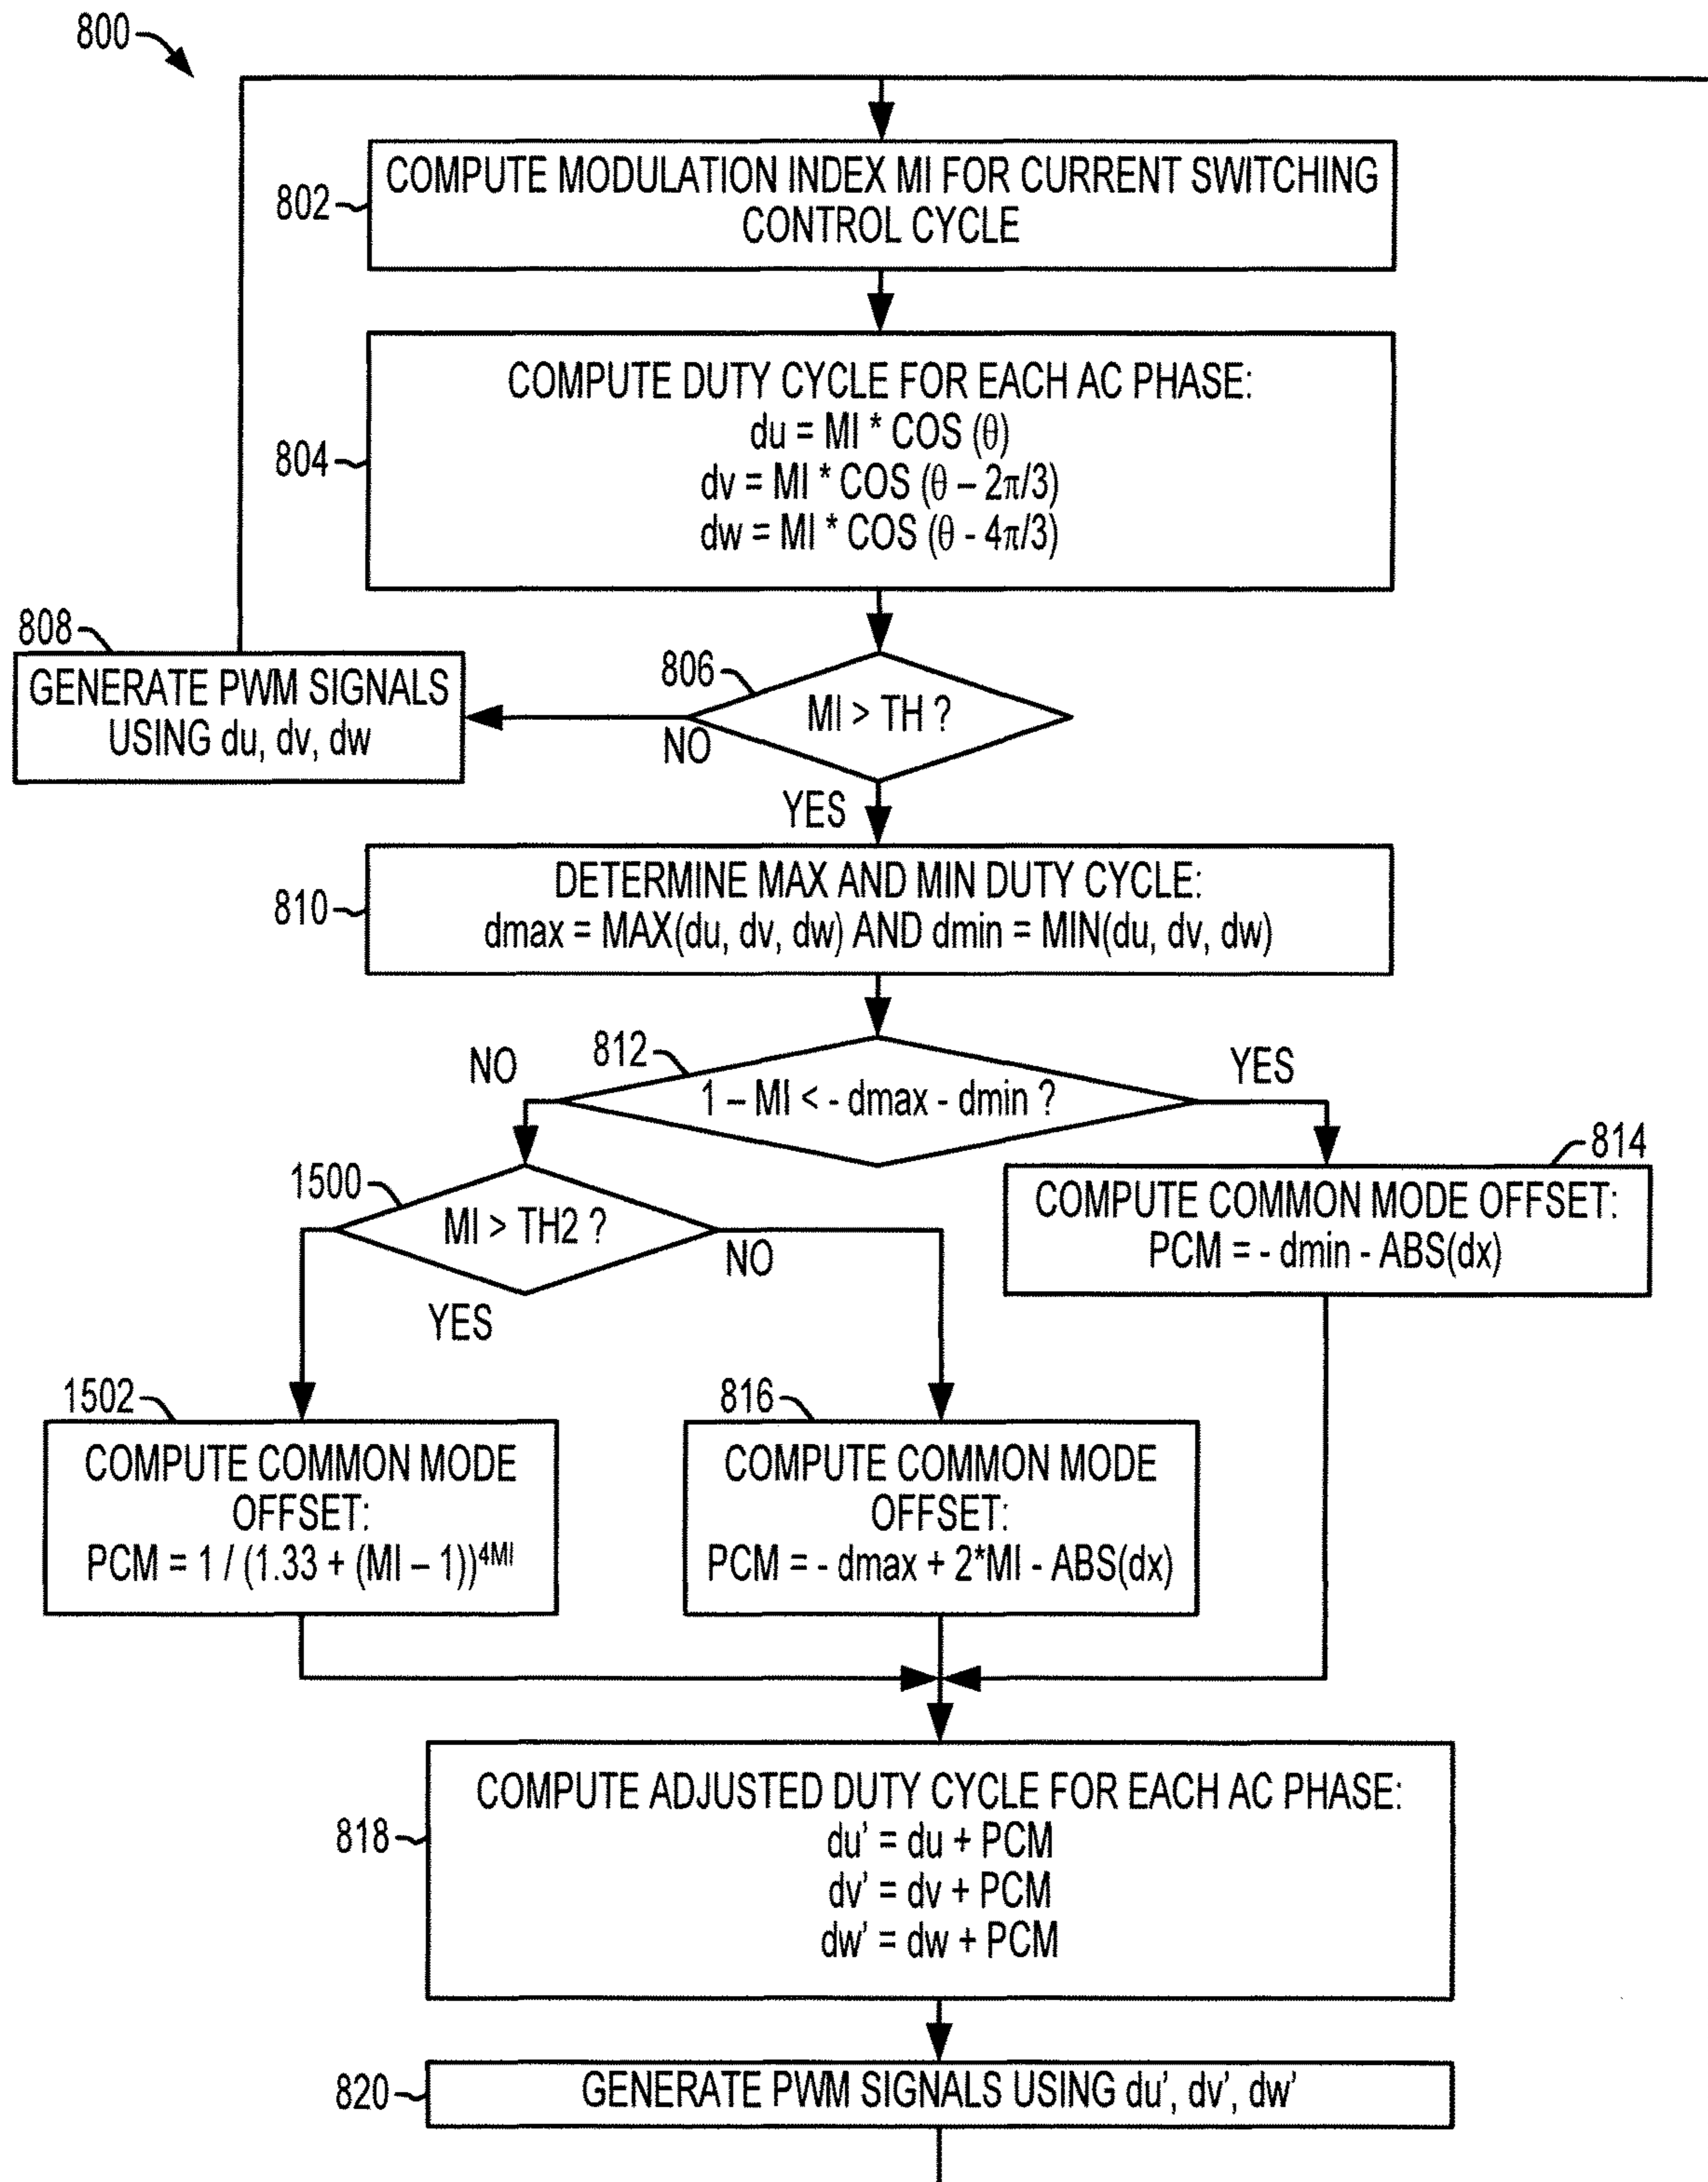 800
802
COMPUTE MODULATION INDEX MI FOR CURRENT SWITCHING
CONTROL CYCLE
804
COMPUTE DUTY CYCLE FOR EACH AC PHASE:
du = MI * COS (θ)
dv = MI * COS (θ – 2π/3)
dw = MI * COS (θ - 4π/3)
808
GENERATE PWM SIGNALS
USING du, dv, dw
806
MI > TH ?
NO
YES
810
DETERMINE MAX AND MIN DUTY CYCLE:
dmax = MAX(du, dv, dw) AND dmin = MIN(du, dv, dw)
812
NO
1 – MI < - dmax - dmin ?
YES
1500
MI > TH2 ?
NO
YES
814
COMPUTE COMMON MODE OFFSET:
PCM = - dmin - ABS(dx)
1502
COMPUTE COMMON MODE
OFFSET:
PCM = 1 / (1.33 + (MI – 1))⁴ᴹᴵ
816
COMPUTE COMMON MODE
OFFSET:
PCM = - dmax + 2*MI - ABS(dx)
818
COMPUTE ADJUSTED DUTY CYCLE FOR EACH AC PHASE:
du' = du + PCM
dv' = dv + PCM
dw' = dw + PCM
820
GENERATE PWM SIGNALS USING du', dv', dw'